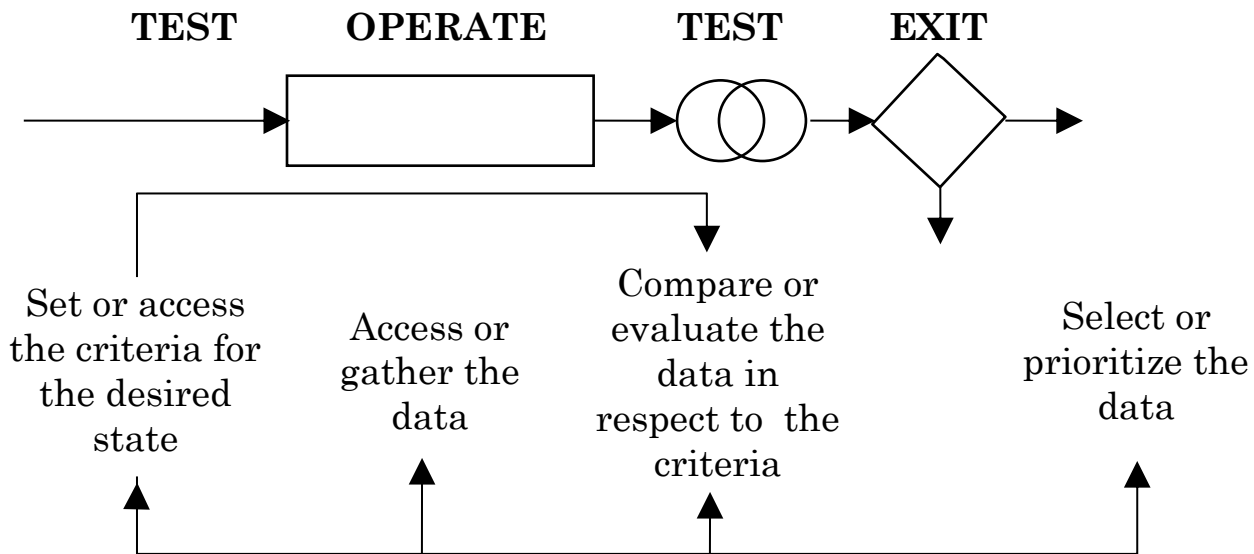 TEST OPERATE TEST EXIT
Set or access
the criteria for
the desired
state
Access or
gather the
data
Compare or
evaluate the
data in
respect to the
criteria
Select or
prioritize the
data